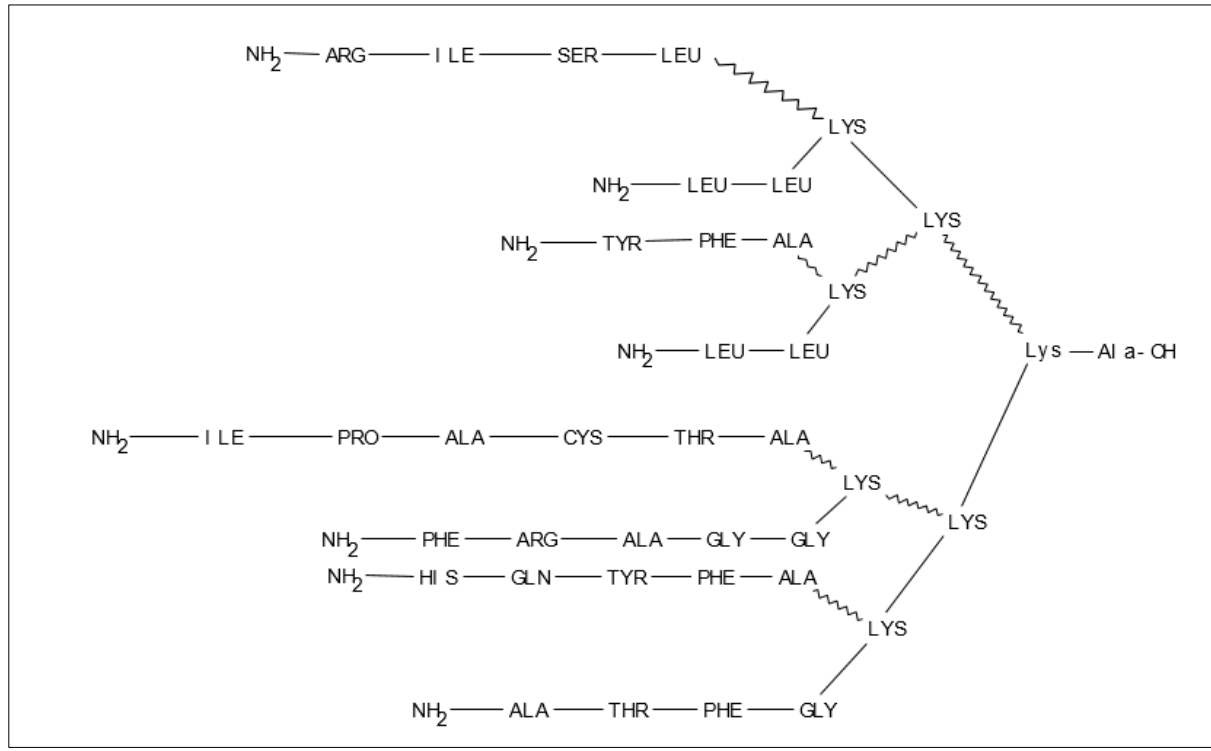 NH2 ARG ILE SER LEU
LYS
NH2 LEU LEU
LYS
NH2 TYR PHE ALA
LYS
NH2 LEU LEU
Lys Ala-OH
NH2 ILE PRO ALA CYS THR ALA
LYS
LYS
NH2 PHE ARG ALA GLY GLY
NH2 HIS GLN TYR PHE ALA
LYS
NH2 ALA THR PHE GLY